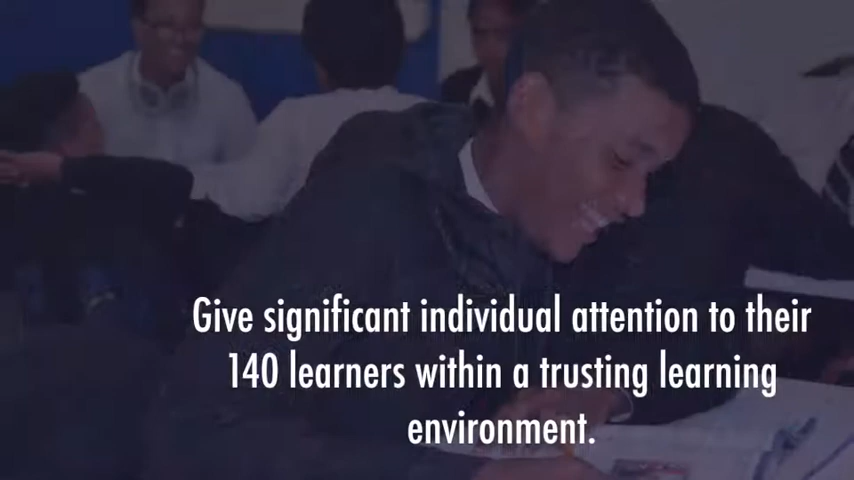 Give significant individual attention to their
140 learners within a trusting learning
environment.